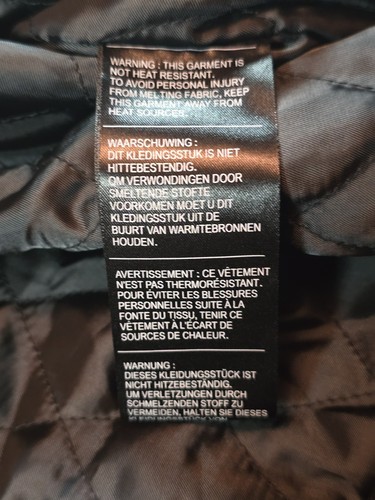 WARNING : THIS GARMENT IS
NOT HEAT RESISTANT.
TO AVOID PERSONAL INJURY
FROM MELTING FABRIC, KEEP
THIS GARMENT AWAY FROM
HEAT SOURCES.
WAARSCHUWING :
DIT KLEDINGSSTUK IS NIET
HITTEBESTENDIG.
OM VERWONDINGEN DOOR
SMELTENDE STOFTE
VOORKOMEN MOET U DIT
KLEDINGSSTUK UIT DE
BUURT VAN WARMTEBRONNEN
HOUDEN.
AVERTISSEMENT : CE VÊTEMENT
N'EST PAS THERMORÉSISTANT.
POUR ÉVITER LES BLESSURES
PERSONNELLES SUITE À LA
FONTE DU TISSU, TENIR CE
VÊTEMENT À L'ÉCART DE
SOURCES DE CHALEUR.
WARNUNG :
DIESES KLEIDUNGSSTÜCK IST
NICHT HITZEBESTÄNDIG.
UM VERLETZUNGEN DURCH
SCHMELZENDEN STOFF ZU
VERMEIDEN, HALTEN SIE DIESES
KLEIDUNGSSTÜCK VON